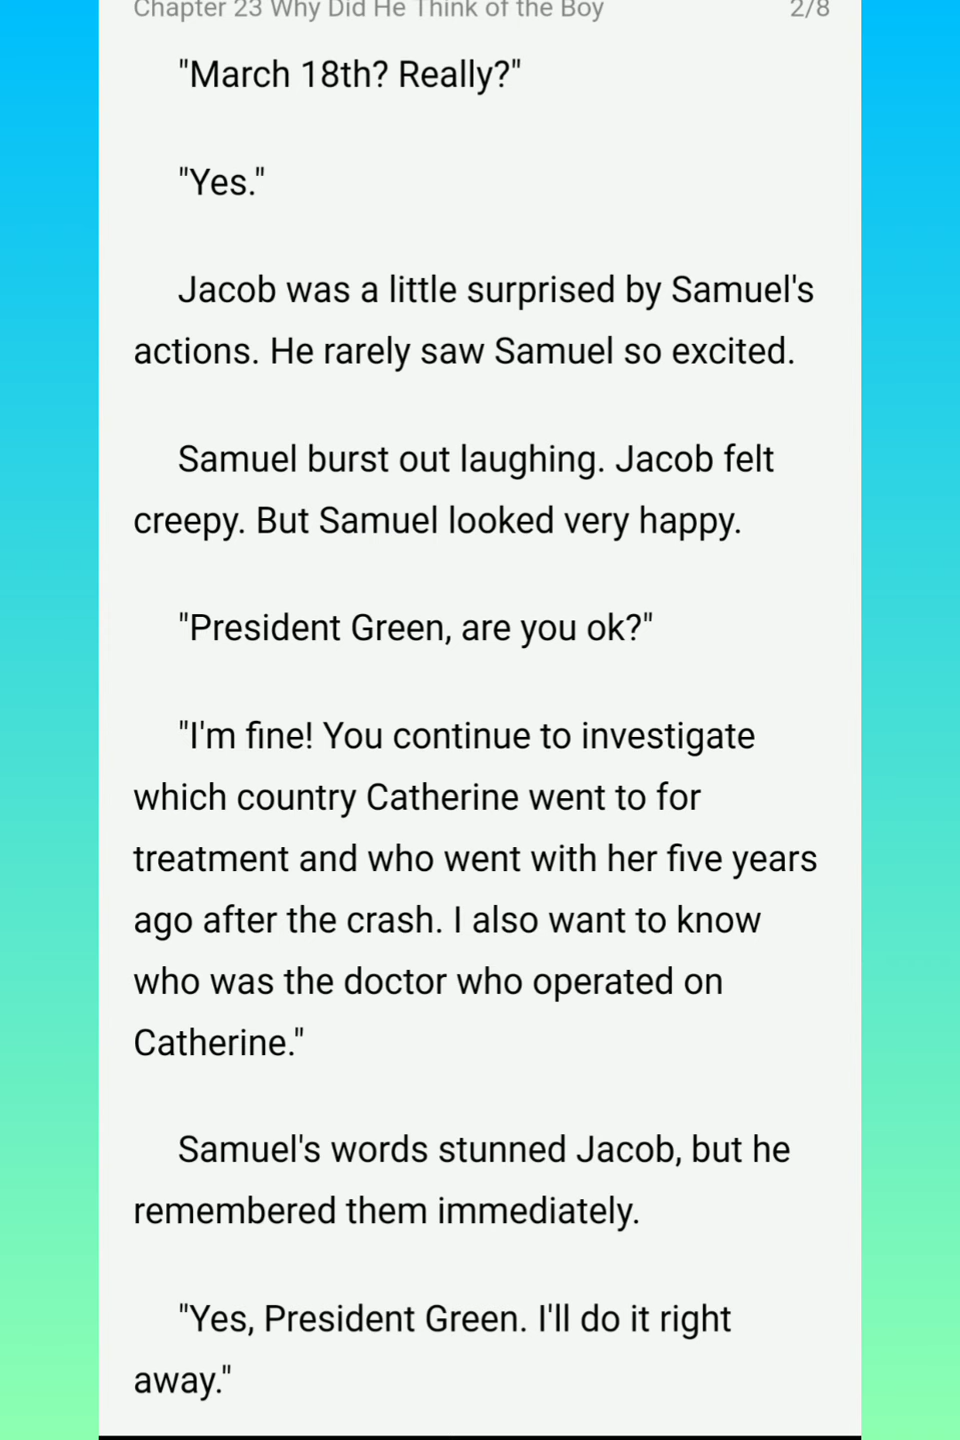 Chapter 23 Why Did He Think of the Boy 2/8
"March 18th? Really?"
"Yes."
Jacob was a little surprised by Samuel's
actions. He rarely saw Samuel so excited.
Samuel burst out laughing. Jacob felt
creepy. But Samuel looked very happy.
"President Green, are you ok?"
"I'm fine! You continue to investigate
which country Catherine went to for
treatment and who went with her five years
ago after the crash. I also want to know
who was the doctor who operated on
Catherine."
Samuel's words stunned Jacob, but he
remembered them immediately.
"Yes, President Green. I'll do it right
away."